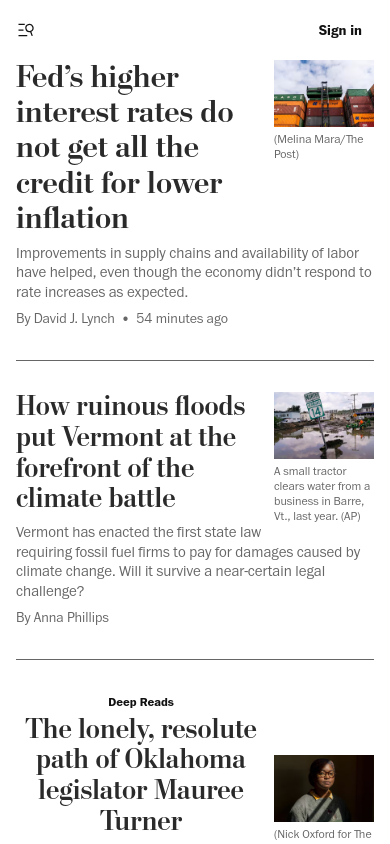 Sign in
Fed’s higher
interest rates do
not get all the
credit for lower
inflation
(Melina Mara/The
Post)
Improvements in supply chains and availability of labor
have helped, even though the economy didn’t respond to
rate increases as expected.
By David J. Lynch • 54 minutes ago
How ruinous floods
put Vermont at the
forefront of the
climate battle
14
A small tractor
clears water from a
business in Barre,
Vt., last year. (AP)
Vermont has enacted the first state law
requiring fossil fuel firms to pay for damages caused by
climate change. Will it survive a near-certain legal
challenge?
By Anna Phillips
Deep Reads
The lonely, resolute
path of Oklahoma
legislator Mauree
Turner
(Nick Oxford for The